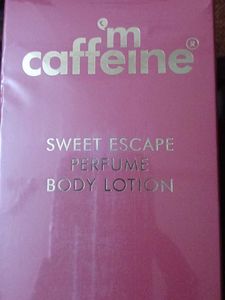 'm
caffeine®
SWEET ESCAPE
PERFUME
BODY LOTION